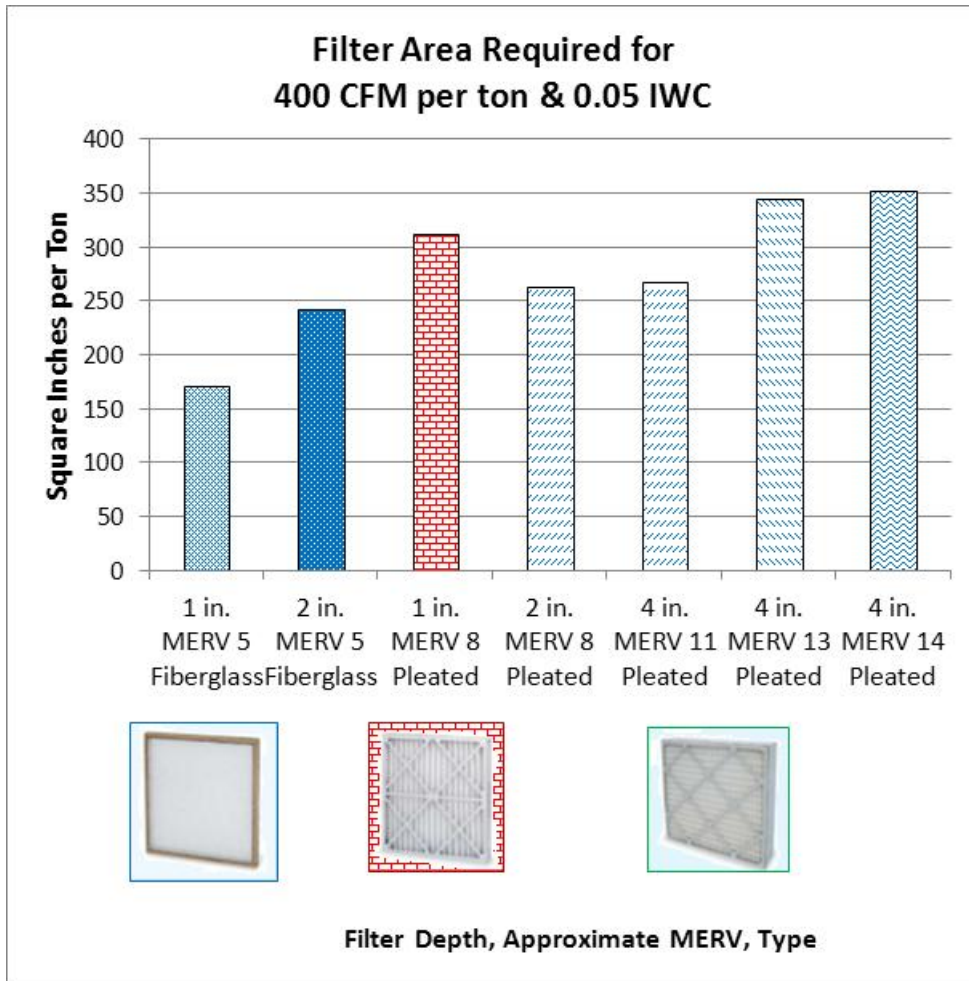 Filter Area Required for
400 CFM per ton & 0.05 IWC
Square Inches per Ton
400
350
300
250
200
150
100
50
0
1 in. 2 in. 1 in. 2 in. 4 in. 4 in. 4 in.
MERV 5 MERV 5 MERV 8 MERV 8 MERV 11 MERV 13 MERV 14
Fiberglass Fiberglass Pleated Pleated Pleated Pleated Pleated
Filter Depth, Approximate MERV, Type